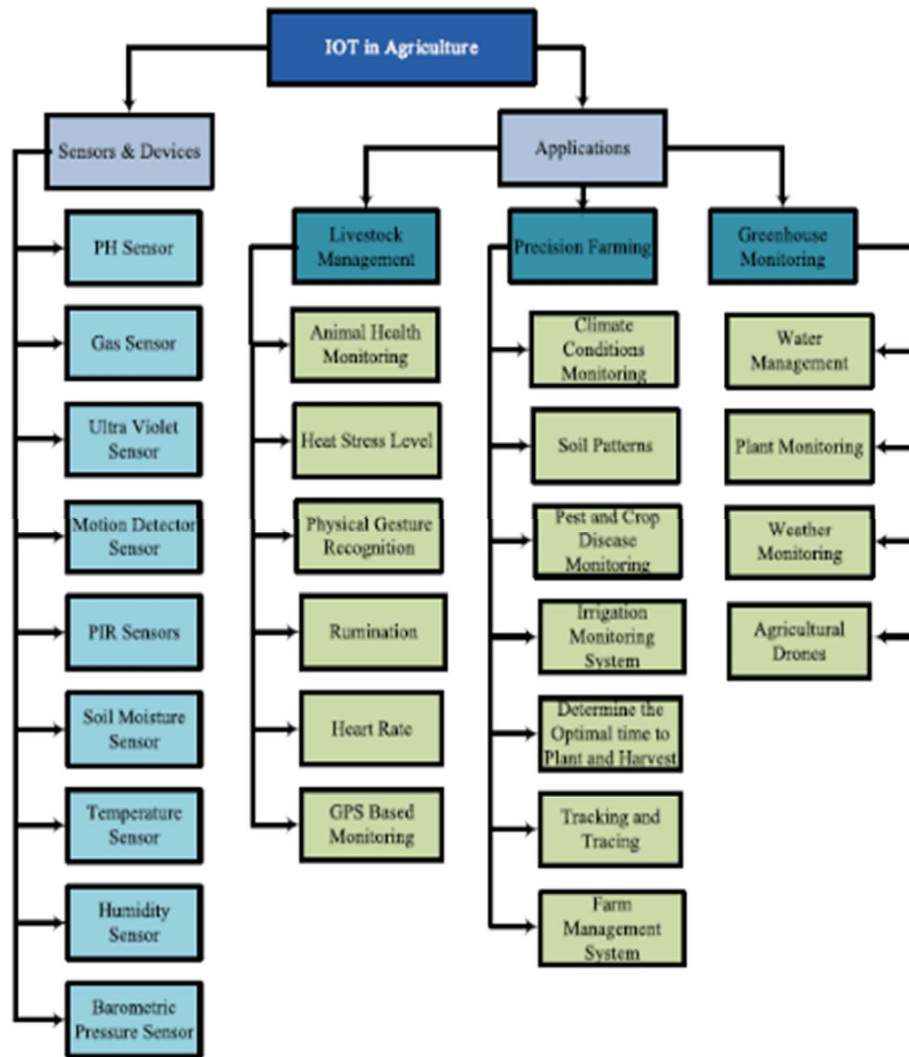 IOT in Agriculture
Sensors & Devices
PH Sensor
Gas Sensor
Ultra Violet
Sensor
Motion Detector
Sensor
PIR Sensors
Soil Moisture
Sensor
Temperature
Sensor
Humidity
Sensor
Barometric
Pressure Sensor
Applications
Livestock
Management
Animal Health
Monitoring
Heat Stress Level
Physical Gesture
Recognition
Rumination
Heart Rate
GPS Based
Monitoring
Precision Farming
Climate
Conditions
Monitoring
Soil Patterns
Pest and Crop
Disease
Monitoring
Irrigation
Monitoring
System
Determine the
Optimal time to
Plant and Harvest
Tracking and
Tracing
Farm
Management
System
Greenhouse
Monitoring
Water
Management
Plant Monitoring
Weather
Monitoring
Agricultural
Drones